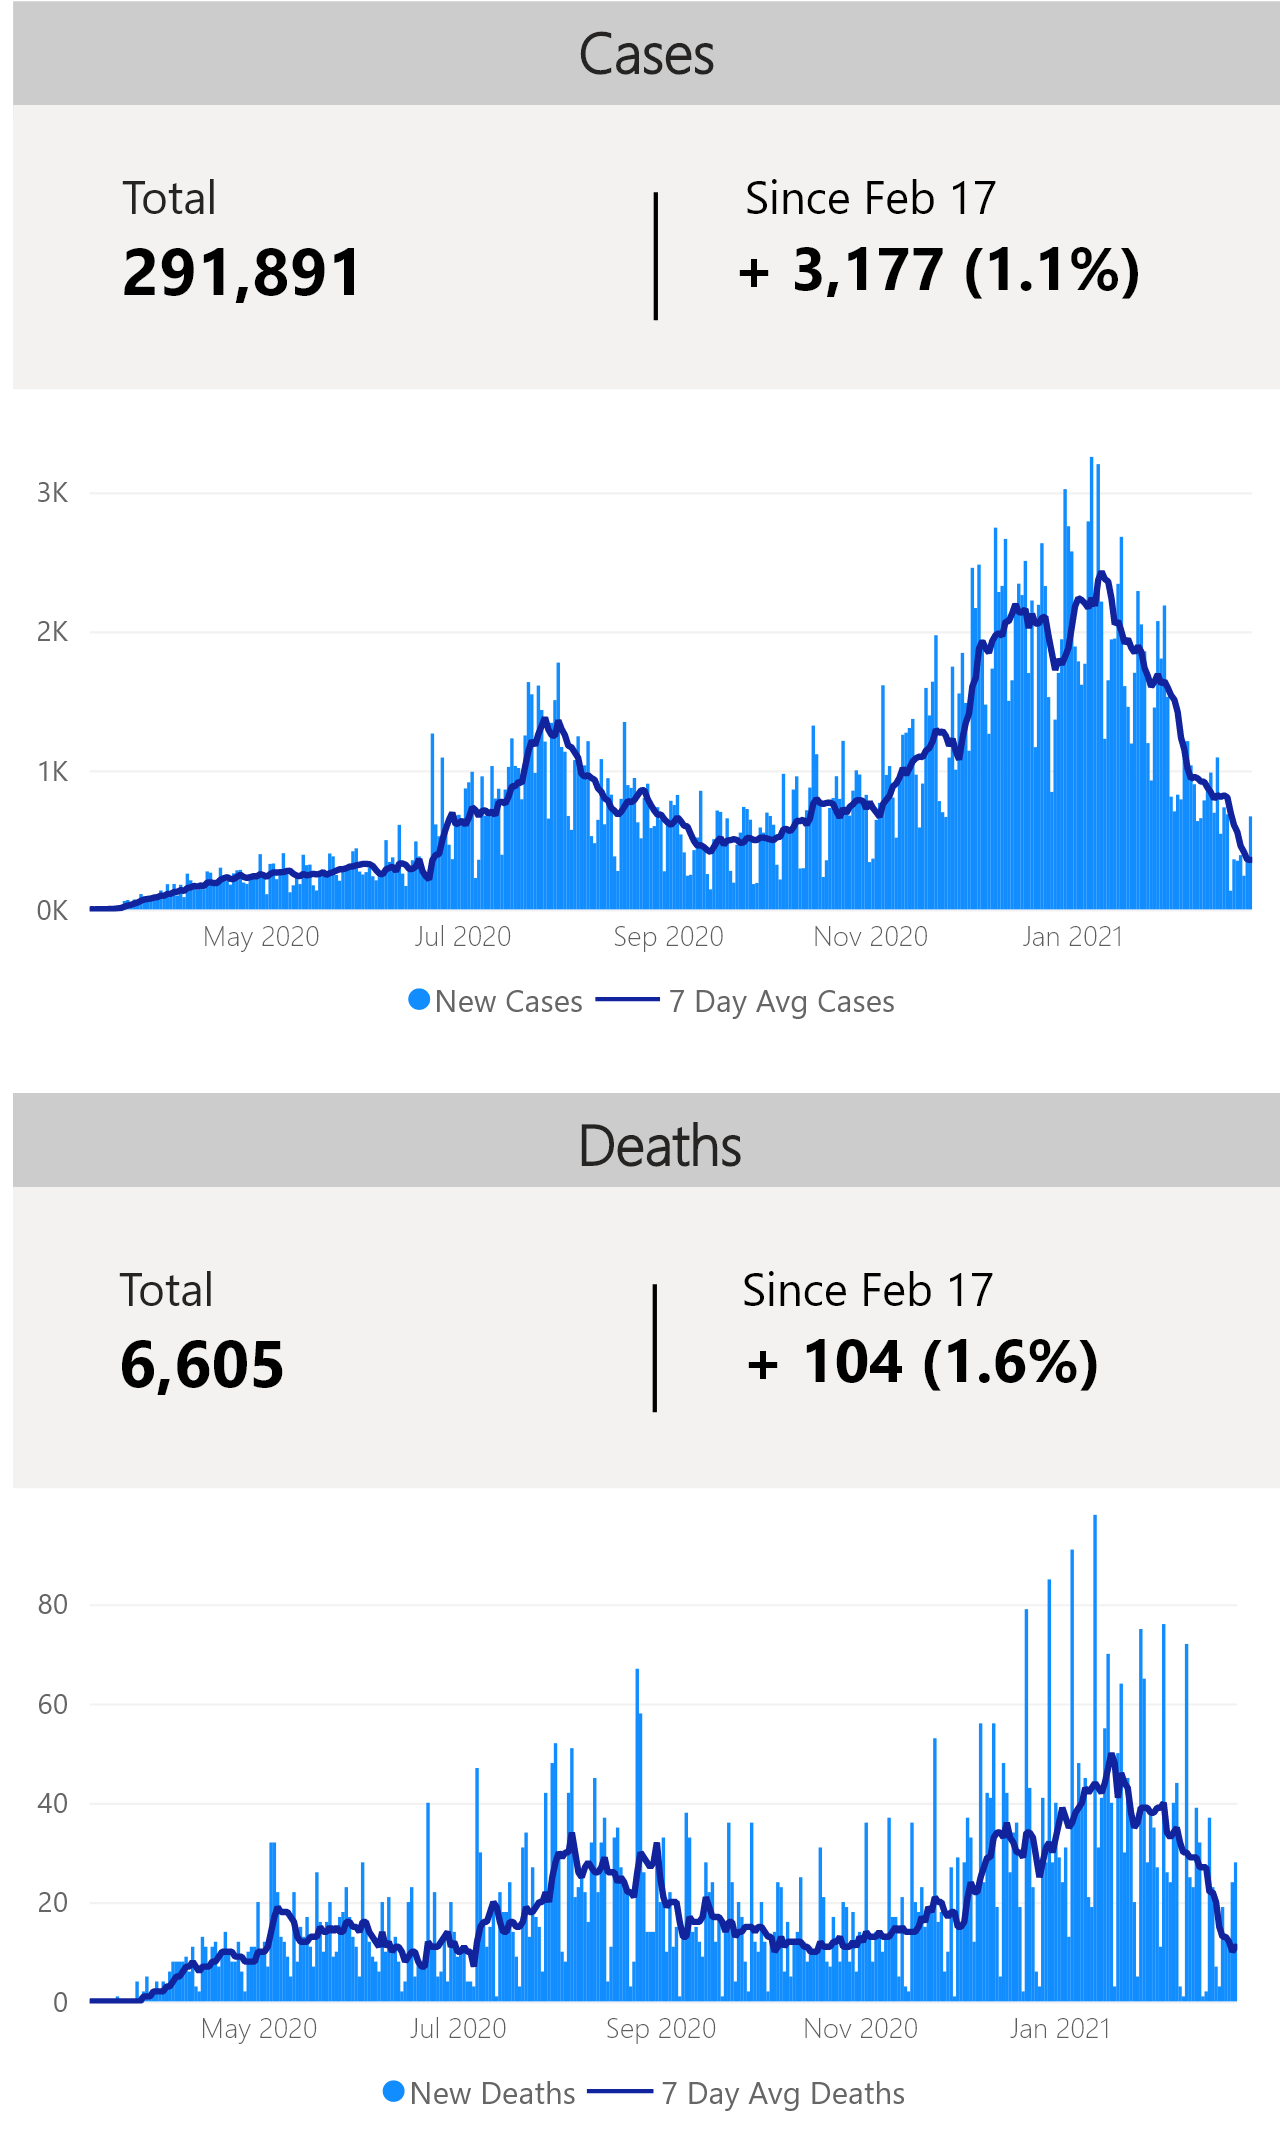 Cases
Total
Since Feb 17
291,891
+ 3,177 (1.1%)
3K
2K
1K
0K
May 2020
Jul 2020
Sep 2020
Nov 2020
Jan 2021
New Cases
7 Day Avg Cases
Deaths
Total
Since Feb 17
6,605
+ 104 (1.6%)
80
60
40
20
0
May 2020
Jul 2020
Sep 2020
Nov 2020
Jan 2021
New Deaths
7 Day Avg Deaths